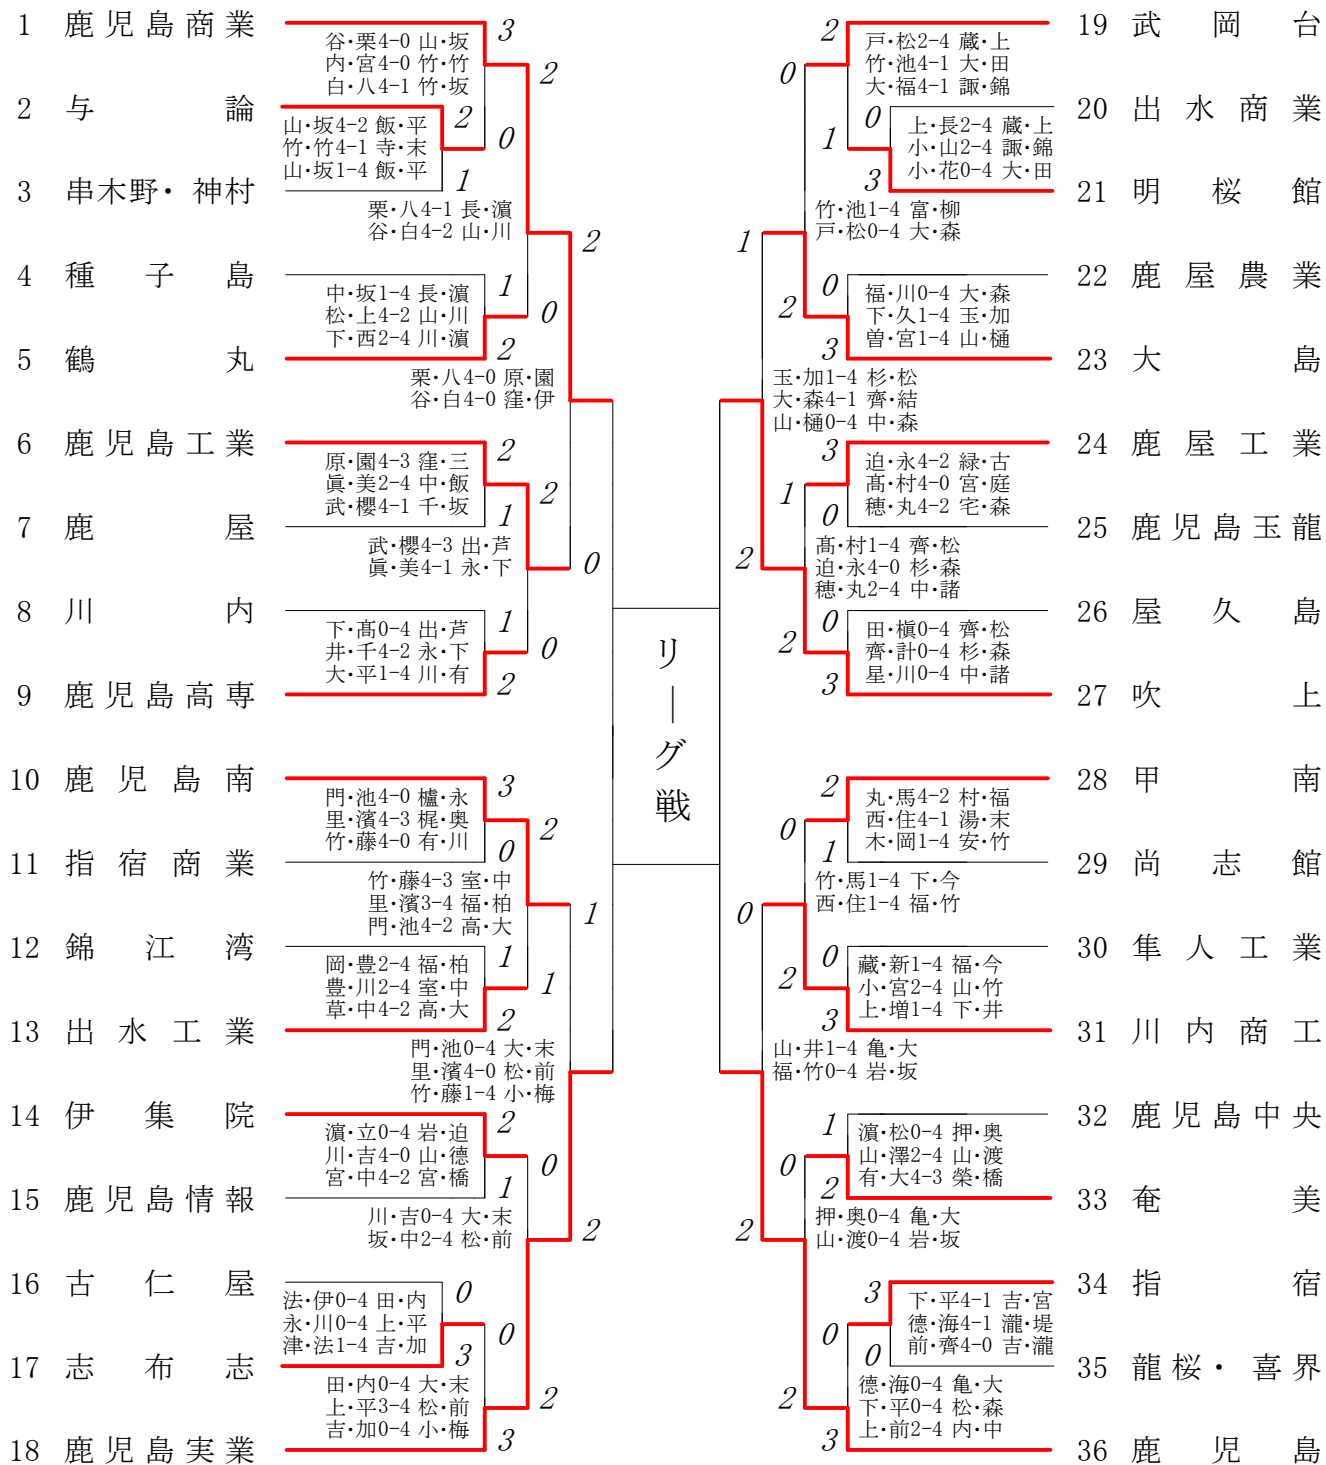 1 鹿児島商業
3
谷・栗4-0 山・坂
内・宮4-0 竹・竹
白・八4-1 竹・坂
2
2 与論
山・坂4-2 飯・平
竹・竹4-1 寺・末
山・坂1-4 飯・平
2
0
3 串木野・神村
1
栗・八4-1 長・濵
谷・白4-2 山・川
2
4 種子島
中・坂1-4 長・濵
松・上4-2 山・川
下・西2-4 川・濵
1
0
5 鶴丸
2
栗・八4-0 原・園
谷・白4-0 窪・伊
6 鹿児島工業
2
原・園4-3 窪・三
眞・美2-4 中・飯
武・櫻4-1 千・坂
2
7 鹿屋
1
武・櫻4-3 出・芦
眞・美4-1 永・下
0
8 川内
1
下・髙0-4 出・芦
井・千4-2 永・下
大・平1-4 川・有
0
9 鹿児島高専
2
10 鹿児島南
3
門・池4-0 櫨・永
里・濱4-3 梶・奥
竹・藤4-0 有・川
2
11 指宿商業
0
竹・藤4-3 室・中
里・濱3-4 福・柏
門・池4-2 高・大
1
12 錦江湾
1
岡・豊2-4 福・柏
豊・川2-4 室・中
草・中4-2 高・大
1
13 出水工業
2
門・池0-4 大・末
里・濱4-0 松・前
竹・藤1-4 小・梅
14 伊集院
2
濵・立0-4 岩・迫
川・吉4-0 山・德
宮・中4-2 宮・橋
0
15 鹿児島情報
1
川・吉0-4 大・末
坂・中2-4 松・前
2
16 古仁屋
法・伊0-4 田・内
永・川0-4 上・平
津・法1-4 吉・加
0
0
17 志布志
3
田・内0-4 大・末
上・平3-4 松・前
吉・加0-4 小・梅
2
18 鹿児島実業
3
リーグ戦
19 武岡台
2
戸・松2-4 蔵・上
竹・池4-1 大・田
大・福4-1 諏・錦
0
20 出水商業
0
上・長2-4 蔵・上
小・山2-4 諏・錦
小・花0-4 大・田
1
21 明桜館
3
竹・池1-4 富・柳
戸・松0-4 大・森
1
22 鹿屋農業
0
福・川0-4 大・森
下・久1-4 玉・加
曽・宮1-4 山・樋
2
23 大島
3
玉・加1-4 杉・松
大・森4-1 齊・結
山・樋0-4 中・森
24 鹿屋工業
3
迫・永4-2 緑・古
髙・村4-0 宮・庭
穂・丸4-2 宅・森
1
25 鹿児島玉龍
0
髙・村1-4 齊・松
迫・永4-0 杉・森
穂・丸2-4 中・諸
2
26 屋久島
0
田・槇0-4 齊・松
齊・計0-4 杉・森
星・川0-4 中・諸
2
27 吹上
3
28 甲南
2
丸・馬4-2 村・福
西・住4-1 湯・末
木・岡1-4 安・竹
0
29 尚志館
1
竹・馬1-4 下・今
西・住1-4 福・竹
0
30 隼人工業
0
蔵・新1-4 福・今
小・宮2-4 山・竹
上・増1-4 下・井
2
31 川内商工
3
山・井1-4 亀・大
福・竹0-4 岩・坂
32 鹿児島中央
1
濵・松0-4 押・奥
山・澤2-4 山・渡
有・大4-3 榮・橋
0
33 奄美
2
押・奥0-4 亀・大
山・渡0-4 岩・坂
2
34 指宿
3
下・平4-1 吉・宮
德・海4-1 瀧・堤
前・齊4-0 吉・瀧
0
35 龍桜・喜界
0
德・海0-4 亀・大
下・平0-4 松・森
上・前2-4 内・中
2
36 鹿児島
3